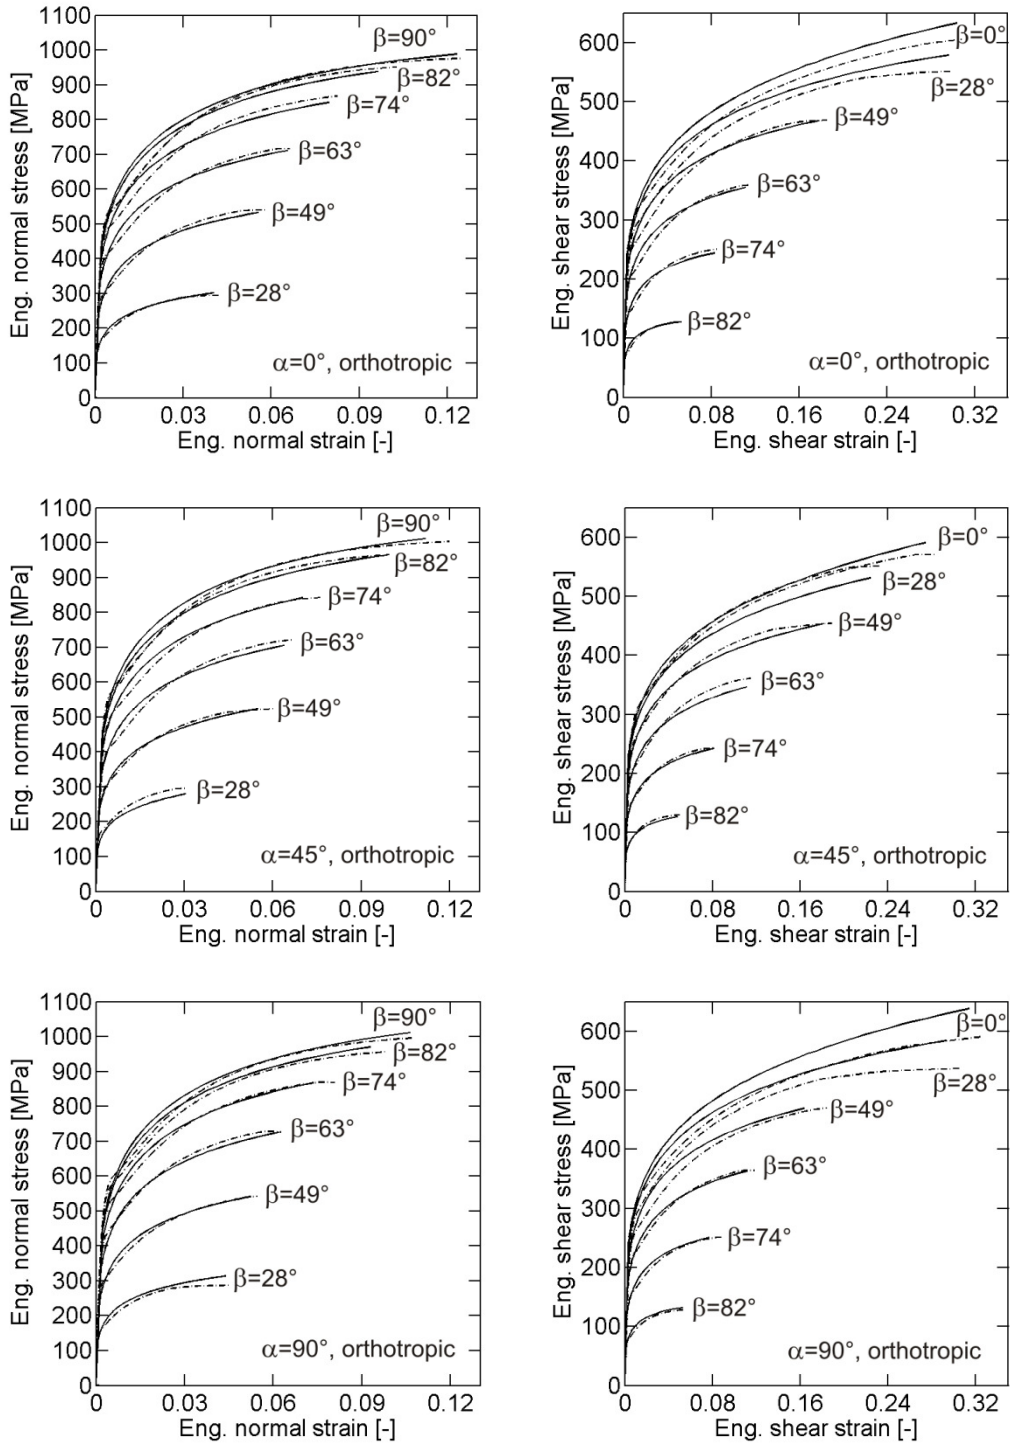 Eng. normal stress [MPa]
1100
1000
900
800
700
600
500
400
300
200
100
0
β=90°
β=82°
β=74°
β=63°
β=49°
β=28°
α=0°, orthotropic
0 0.03 0.06 0.09 0.12
Eng. normal strain [-]
Eng. shear stress [MPa]
600
500
400
300
200
100
0
β=0°
β=28°
β=49°
β=63°
β=74°
β=82°
α=0°, orthotropic
0 0.08 0.16 0.24 0.32
Eng. shear strain [-]
Eng. normal stress [MPa]
1100
1000
900
800
700
600
500
400
300
200
100
0
β=90°
β=82°
β=74°
β=63°
β=49°
β=28°
α=45°, orthotropic
0 0.03 0.06 0.09 0.12
Eng. normal strain [-]
Eng. shear stress [MPa]
600
500
400
300
200
100
0
β=0°
β=28°
β=49°
β=63°
β=74°
β=82°
α=45°, orthotropic
0 0.08 0.16 0.24 0.32
Eng. shear strain [-]
Eng. normal stress [MPa]
1100
1000
900
800
700
600
500
400
300
200
100
0
β=90°
β=82°
β=74°
β=63°
β=49°
β=28°
α=90°, orthotropic
0 0.03 0.06 0.09 0.12
Eng. normal strain [-]
Eng. shear stress [MPa]
600
500
400
300
200
100
0
β=0°
β=28°
β=49°
β=63°
β=74°
β=82°
α=90°, orthotropic
0 0.08 0.16 0.24 0.32
Eng. shear strain [-]